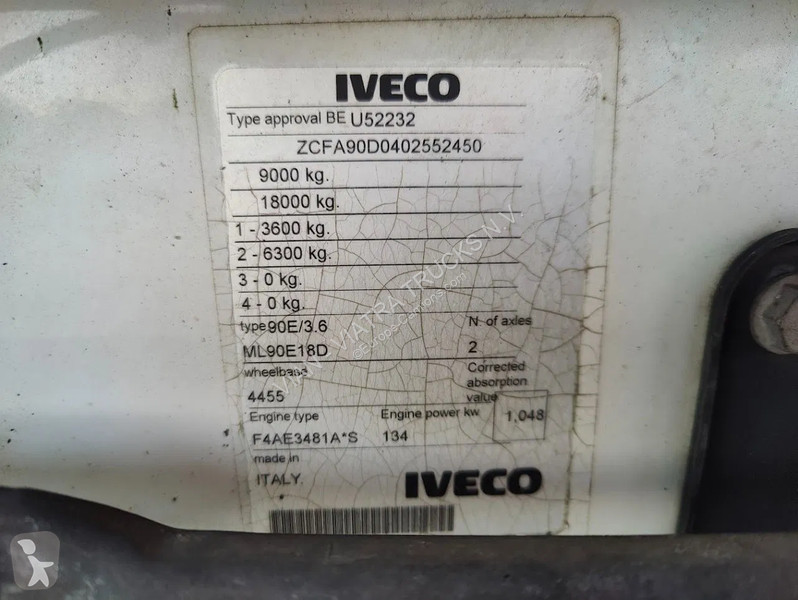 IVECO
Type approval BE U52232
ZCFA90D0402552450
9000 kg.
18000 kg.
1 - 3600 kg.
2 - 6300 kg.
3 - 0 kg.
4 - 0 kg.
type 90E/3.6 N. of axles
ML90E18D 2
wheelbase Corrected absorption value
4455 1,048
Engine type Engine power kw
F4AE3481A*S 134
made in
ITALY.
IVECO
VIATRA TRUCKS N.V.